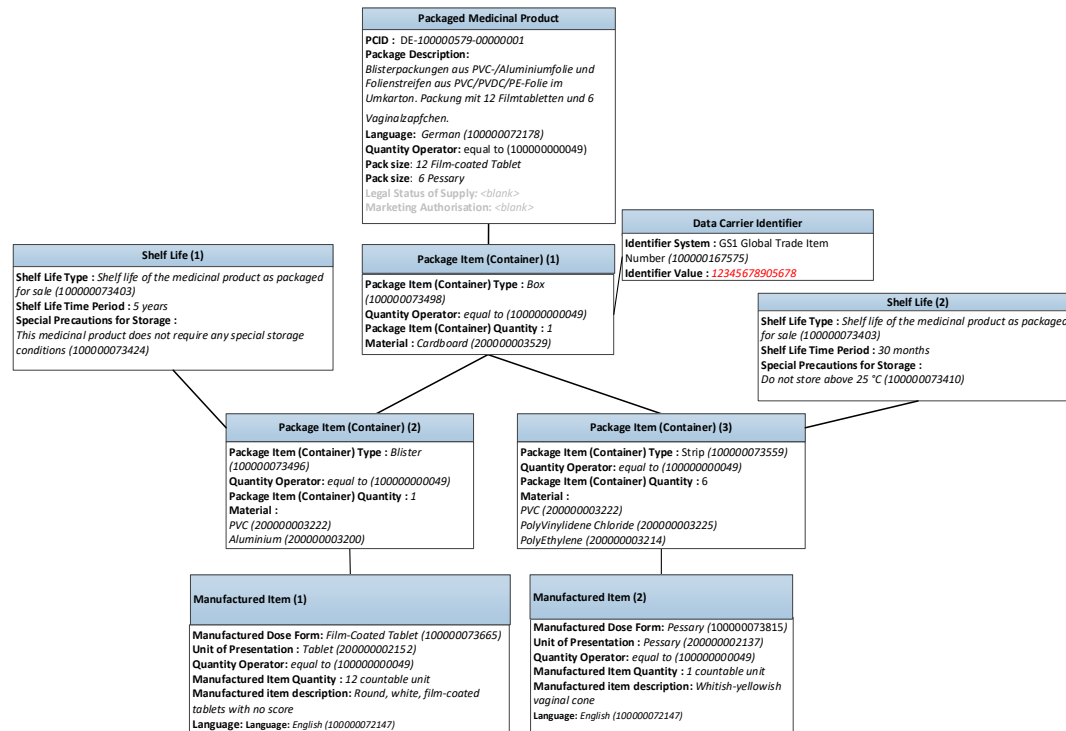 Packaged Medicinal Product
PCID : DE-100000579-00000001
Package Description:
Blisterpackungen aus PVC-/Aluminiumfolie und
Folienstreifen aus PVC/PVDC/PE-Folie im
Umkarton. Packung mit 12 Filmtabletten und 6
Vaginalzapfchen.
Language: German (100000072178)
Quantity Operator: equal to (100000000049)
Pack size: 12 Film-coated Tablet
Pack size: 6 Pessary
Legal Status of Supply: <blank>
Marketing Authorisation: <blank>
Data Carrier Identifier
Identifier System : GS1 Global Trade Item
Number (100000167575)
Identifier Value : 12345678905678
Shelf Life (1)
Shelf Life Type : Shelf life of the medicinal product as packaged
for sale (100000073403)
Shelf Life Time Period : 5 years
Special Precautions for Storage :
This medicinal product does not require any special storage
conditions (100000073424)
Package Item (Container) (1)
Package Item (Container) Type : Box
(100000073498)
Quantity Operator: equal to (100000000049)
Package Item (Container) Quantity : 1
Material : Cardboard (200000003529)
Shelf Life (2)
Shelf Life Type : Shelf life of the medicinal product as packaged
for sale (100000073403)
Shelf Life Time Period : 30 months
Special Precautions for Storage :
Do not store above 25 °C (100000073410)
Package Item (Container) (2)
Package Item (Container) Type : Blister
(100000073496)
Quantity Operator: equal to (100000000049)
Package Item (Container) Quantity : 1
Material :
PVC (200000003222)
Aluminium (200000003200)
Package Item (Container) (3)
Package Item (Container) Type : Strip (100000073559)
Quantity Operator: equal to (100000000049)
Package Item (Container) Quantity : 6
Material :
PVC (200000003222)
PolyVinylidene Chloride (200000003225)
PolyEthylene (200000003214)
Manufactured Item (1)
Manufactured Dose Form: Film-Coated Tablet (100000073665)
Unit of Presentation : Tablet (200000002152)
Quantity Operator: equal to (100000000049)
Manufactured Item Quantity : 12 countable unit
Manufactured item description: Round, white, film-coated
tablets with no score
Language: Language: English (100000072147)
Manufactured Item (2)
Manufactured Dose Form: Pessary (100000073815)
Unit of Presentation : Pessary (200000002137)
Quantity Operator: equal to (100000000049)
Manufactured Item Quantity : 1 countable unit
Manufactured item description: Whitish-yellowish
vaginal cone
Language: English (100000072147)